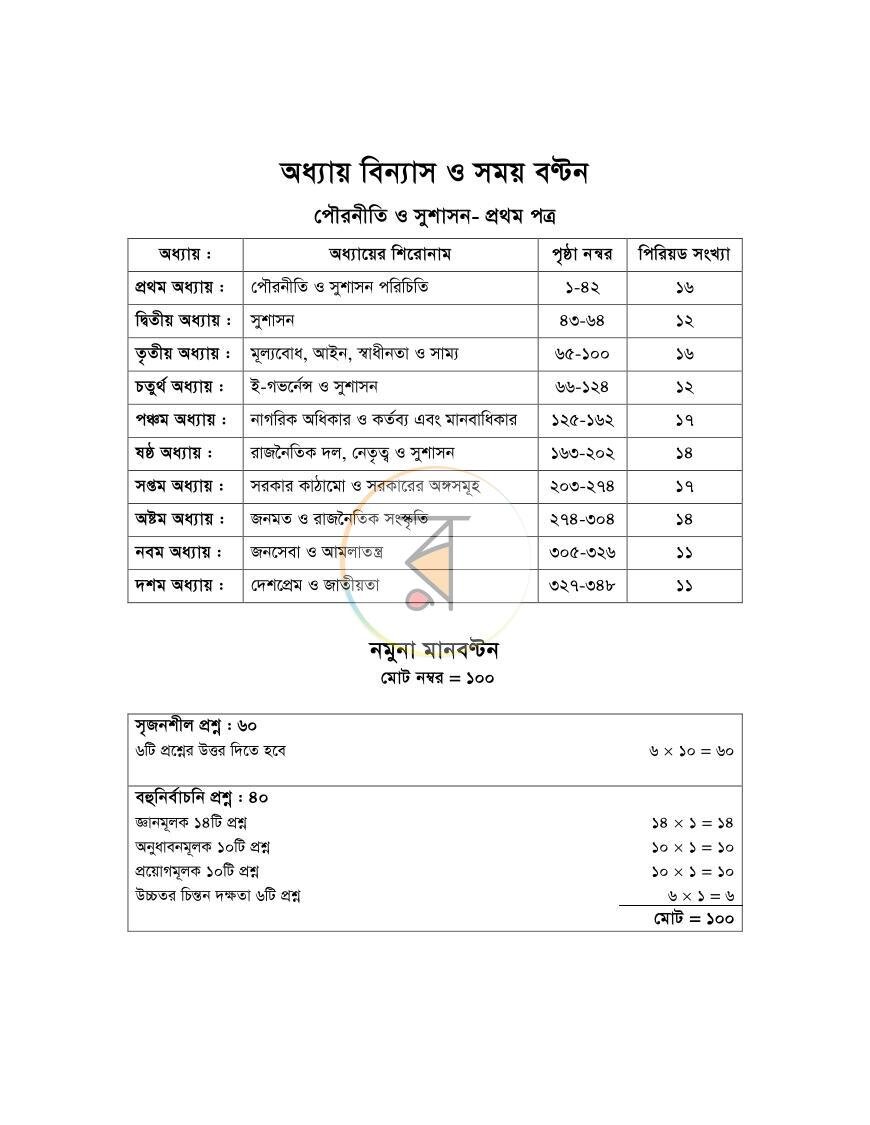 অধ্যায় বিন্যাস ও সময় বণ্টন
পৌরনীতি ও সুশাসন- প্রথম পত্র
অধ্যায় : অধ্যায়ের শিরোনাম পৃষ্ঠা নম্বর পিরিয়ড সংখ্যা
প্রথম অধ্যায় : পৌরনীতি ও সুশাসন পরিচিতি ১-৪২ ১৬
দ্বিতীয় অধ্যায় : সুশাসন ৪৩-৬৪ ১২
তৃতীয় অধ্যায় : মূল্যবোধ, আইন, স্বাধীনতা ও সাম্য ৬৫-১০০ ১৬
চতুর্থ অধ্যায় : ই-গভর্নেন্স ও সুশাসন ৬৬-১২৪ ১২
পঞ্চম অধ্যায় : নাগরিক অধিকার ও কর্তব্য এবং মানবাধিকার ১২৫-১৬২ ১৭
ষষ্ঠ অধ্যায় : রাজনৈতিক দল, নেতৃত্ব ও সুশাসন ১৬৩-২০২ ১৪
সপ্তম অধ্যায় : সরকার কাঠামো ও সরকারের অঙ্গসমূহ ২০৩-২৭৪ ১৭
অষ্টম অধ্যায় : জনমত ও রাজনৈতিক সংস্কৃতি ২৭৪-৩০৪ ১৪
নবম অধ্যায় : জনসেবা ও আমলাতন্ত্র ৩০৫-৩২৬ ১১
দশম অধ্যায় : দেশপ্রেম ও জাতীয়তা ৩২৭-৩৪৮ ১১
নমুনা মানবণ্টন
মোট নম্বর = ১০০
সৃজনশীল প্রশ্ন : ৬০
৬টি প্রশ্নের উত্তর দিতে হবে ৬ × ১০ = ৬০
বহুনির্বাচনি প্রশ্ন : ৪০
জ্ঞানমূলক ১৪টি প্রশ্ন ১৪ × ১ = ১৪
অনুধাবনমূলক ১০টি প্রশ্ন ১০ × ১ = ১০
প্রয়োগমূলক ১০টি প্রশ্ন ১০ × ১ = ১০
উচ্চতর চিন্তন দক্ষতা ৬টি প্রশ্ন ৬ × ১ = ৬
মোট = ১০০